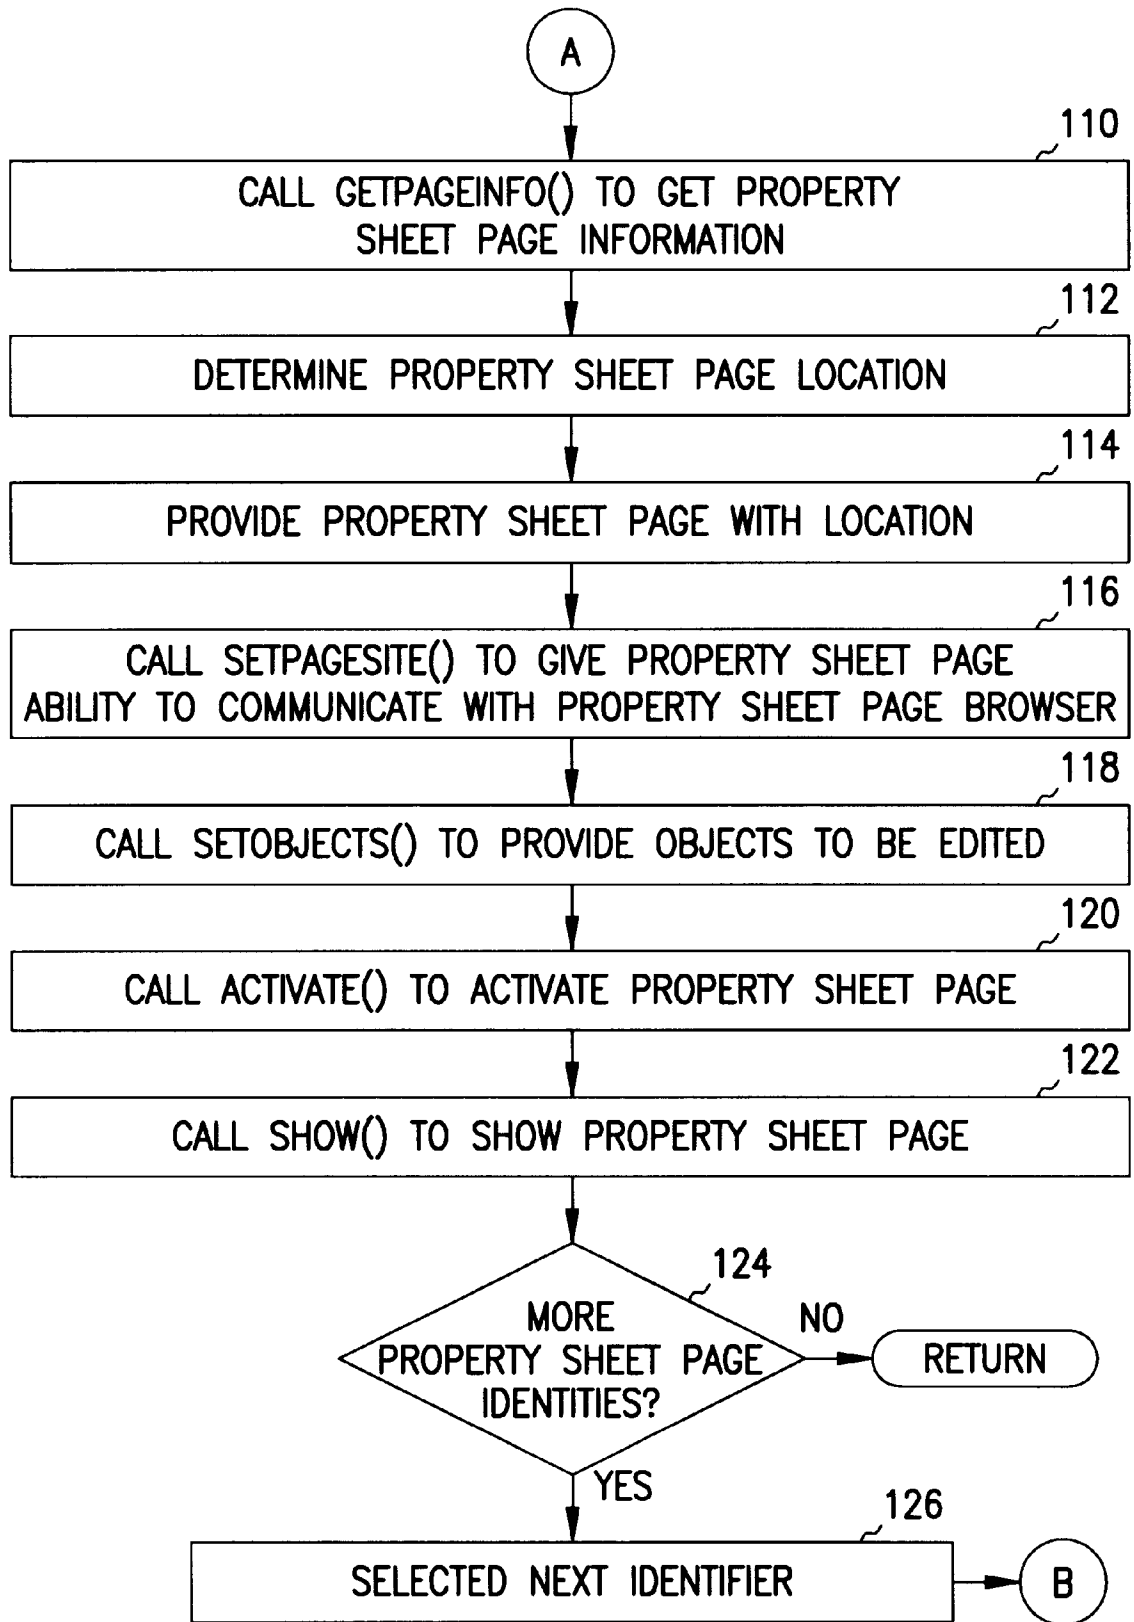 A
110
CALL GETPAGEINFO() TO GET PROPERTY
SHEET PAGE INFORMATION
112
DETERMINE PROPERTY SHEET PAGE LOCATION
114
PROVIDE PROPERTY SHEET PAGE WITH LOCATION
116
CALL SETPAGESITE() TO GIVE PROPERTY SHEET PAGE
ABILITY TO COMMUNICATE WITH PROPERTY SHEET PAGE BROWSER
118
CALL SETOBJECTS() TO PROVIDE OBJECTS TO BE EDITED
120
CALL ACTIVATE() TO ACTIVATE PROPERTY SHEET PAGE
122
CALL SHOW() TO SHOW PROPERTY SHEET PAGE
124
MORE
PROPERTY SHEET PAGE
IDENTITIES?
NO
RETURN
YES
126
SELECTED NEXT IDENTIFIER
B